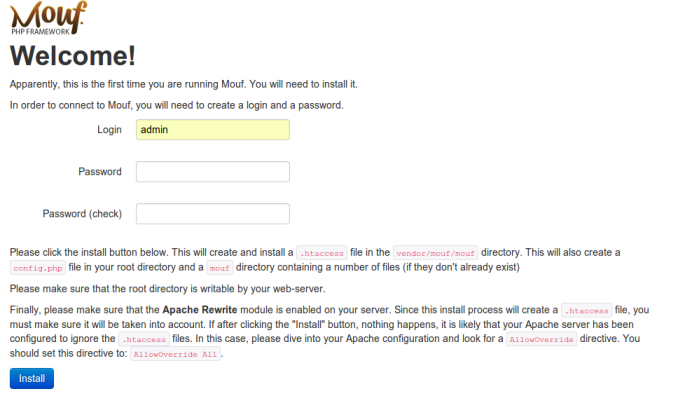 Mouf
PHP FRAMEWORK
Welcome!
Apparently, this is the first time you are running Mouf. You will need to install it.
In order to connect to Mouf, you will need to create a login and a password.
Login admin
Password
Password (check)
Please click the install button below. This will create and install a .htaccess file in the vendor/mouf/mouf directory. This will also create a
config.php file in your root directory and a mouf directory containing a number of files (if they don't already exist)
Please make sure that the root directory is writable by your web-server.
Finally, please make sure that the Apache Rewrite module is enabled on your server. Since this install process will create a .htaccess file, you
must make sure it will be taken into account. If after clicking the "Install" button, nothing happens, it is likely that your Apache server has been
configured to ignore the .htaccess files. In this case, please dive into your Apache configuration and look for a AllowOverride directive. You
should set this directive to: AllowOverride All.
Install